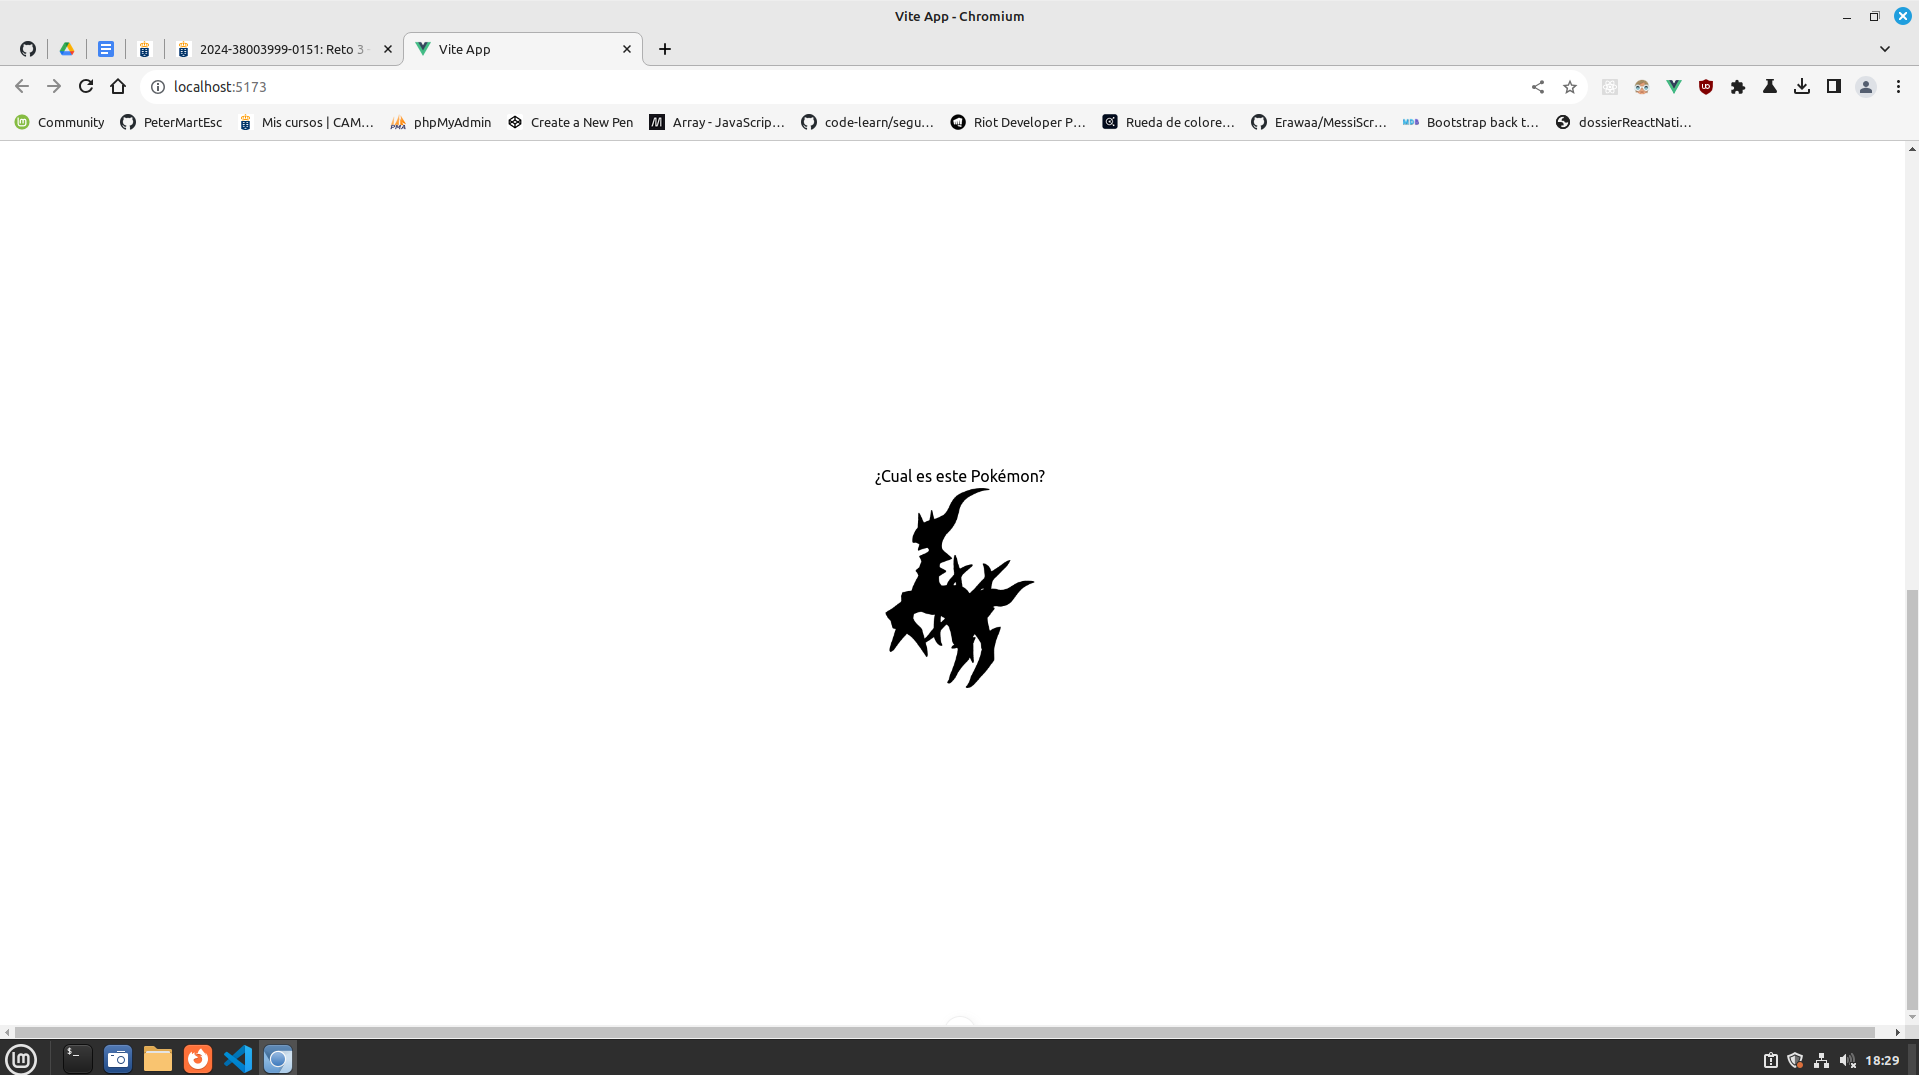 Vite App - Chromium
2024-38003999-0151: Reto 3 -
Vite App
localhost:5173
Community
PeterMartEsc
Mis cursos | CAM…
phpMyAdmin
Create a New Pen
Array - JavaScrip…
code-learn/segu…
Riot Developer P…
Rueda de colore…
Erawaa/MessiScr…
Bootstrap back t…
dossierReactNati…
¿Cual es este Pokémon?
18:29